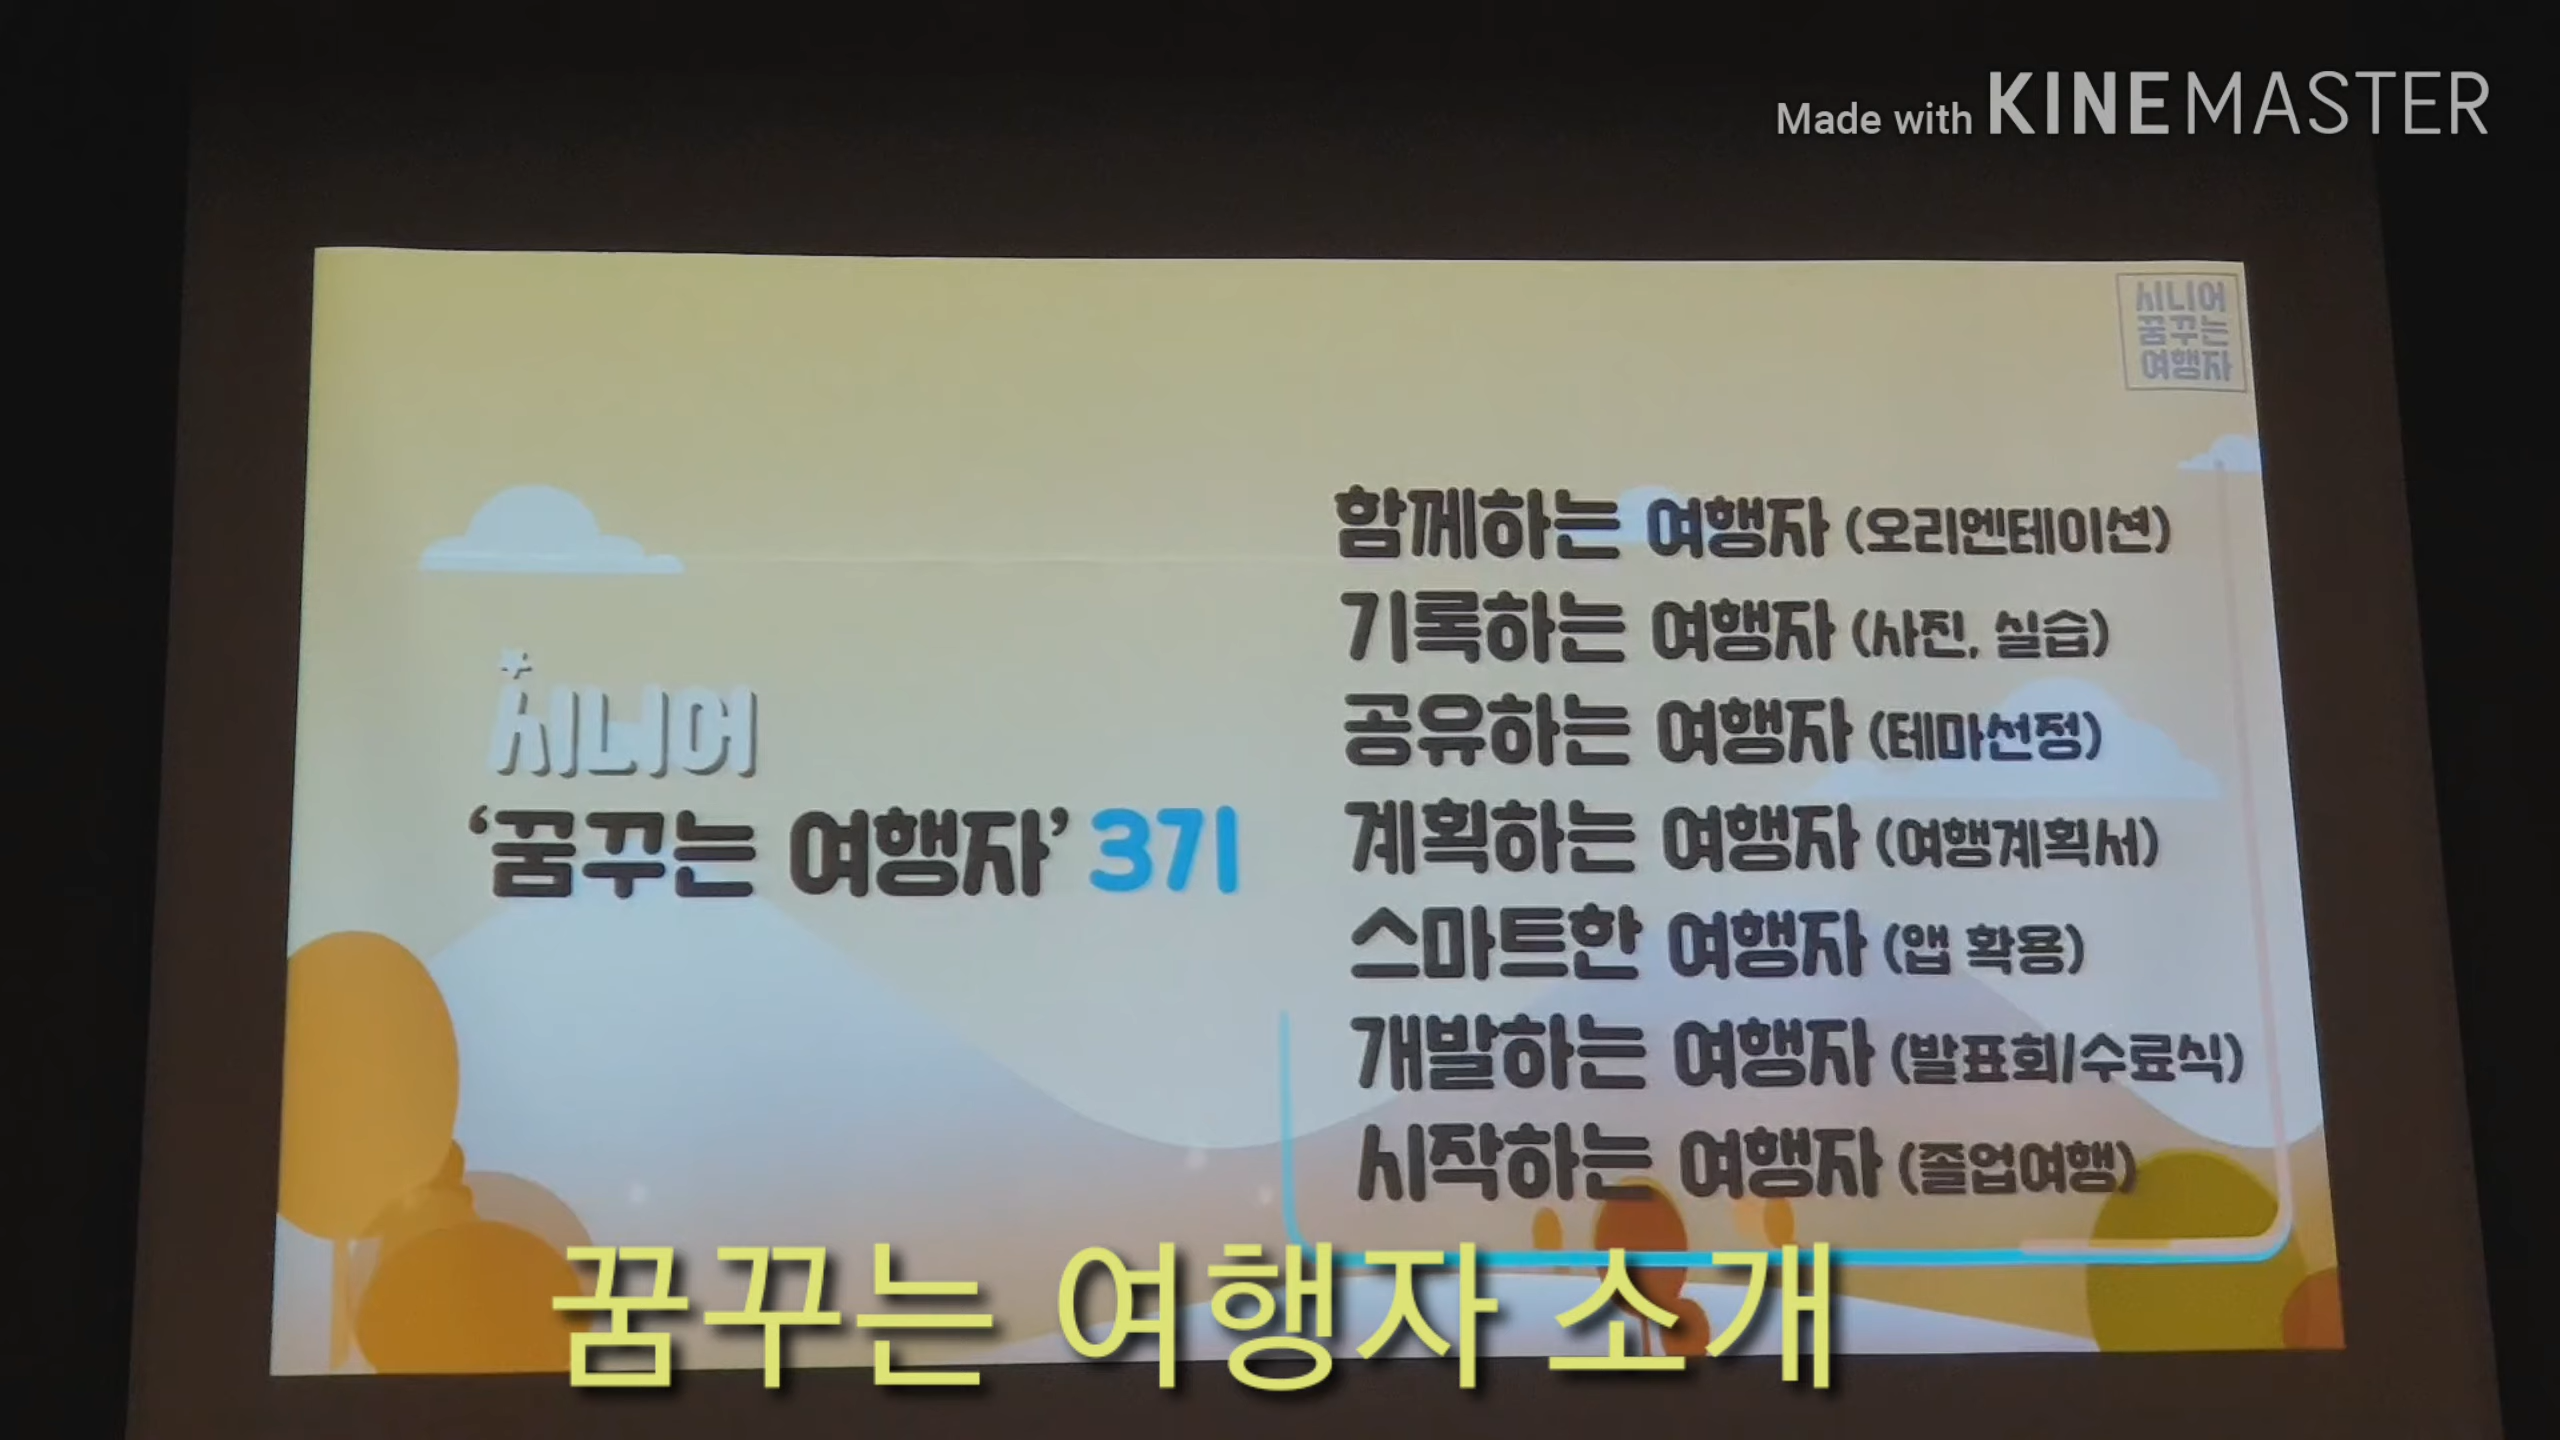 Made with KINEMASTER
시니어
꿈꾸는
여행자
시니어
‘꿈꾸는 여행자’ 3기
함께하는 여행자 (오리엔테이션)
기록하는 여행자 (사진, 실습)
공유하는 여행자 (테마선정)
계획하는 여행자 (여행계획서)
스마트한 여행자 (앱 확용)
개발하는 여행자 (발표회/수료식)
시작하는 여행자 (졸업여행)
꿈꾸는 여행자 소개